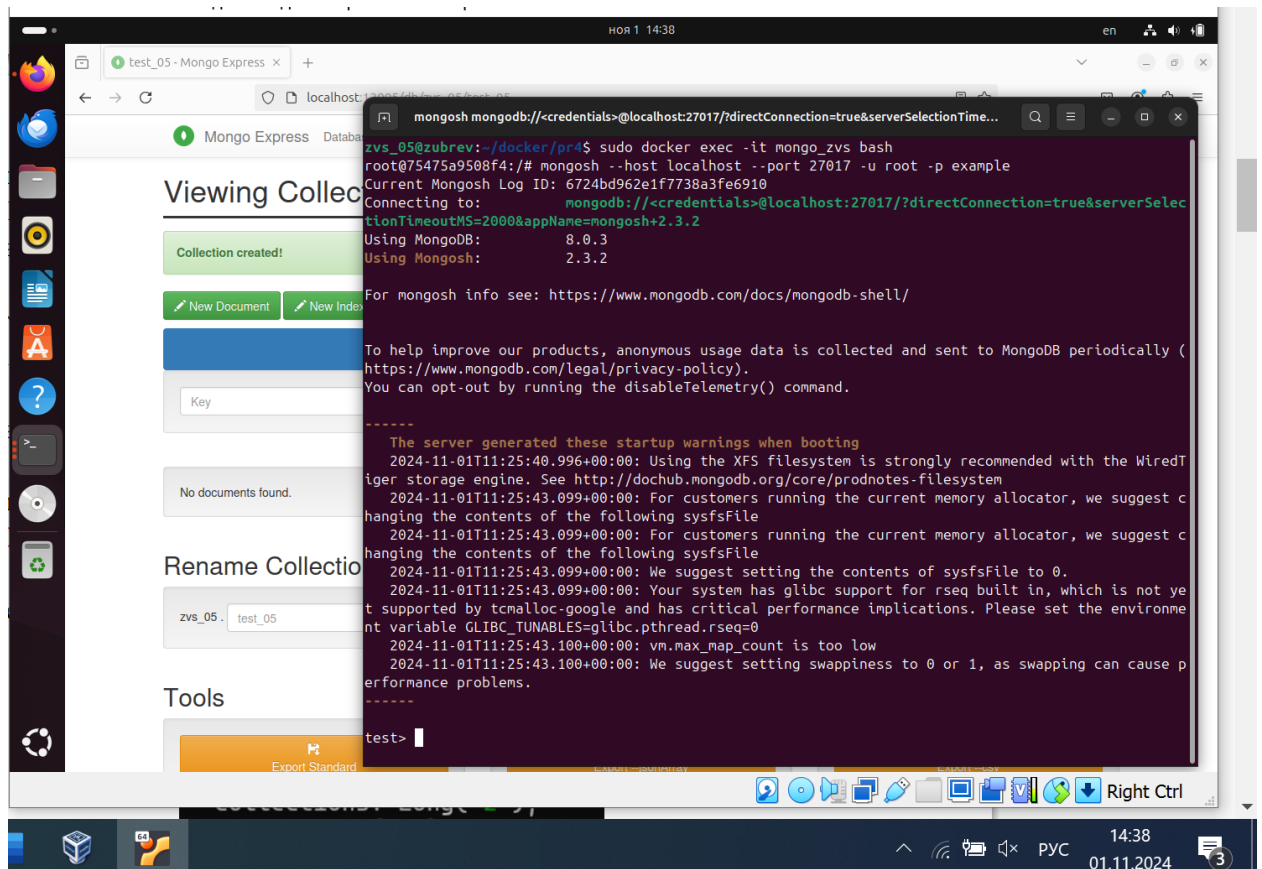 ноя 1 14:38
en
test_05 - Mongo Express
Mongo Express Databa
Viewing Collec
Collection created!
New Document
New Index
Key
No documents found.
Rename Collectio
zvs_05 .
test_05
Tools
Export Standard
mongosh mongodb://<credentials>@localhost:27017/?directConnection=true&serverSelectionTime...
zvs_05@zubrev:~/docker/pr4$ sudo docker exec -it mongo_zvs bash
root@75475a9508f4:/# mongosh --host localhost --port 27017 -u root -p example
Current Mongosh Log ID: 6724bd962e1f7738a3fe6910
Connecting to: mongodb://<credentials>@localhost:27017/?directConnection=true&serverSelec
tionTimeoutMS=2000&appName=mongosh+2.3.2
Using MongoDB: 8.0.3
Using Mongosh: 2.3.2
For mongosh info see: https://www.mongodb.com/docs/mongodb-shell/
To help improve our products, anonymous usage data is collected and sent to MongoDB periodically (
https://www.mongodb.com/legal/privacy-policy).
You can opt-out by running the disableTelemetry() command.
------
The server generated these startup warnings when booting
2024-11-01T11:25:40.996+00:00: Using the XFS filesystem is strongly recommended with the WiredT
iger storage engine. See http://dochub.mongodb.org/core/prodnotes-filesystem
2024-11-01T11:25:43.099+00:00: For customers running the current memory allocator, we suggest c
hanging the contents of the following sysfsFile
2024-11-01T11:25:43.099+00:00: For customers running the current memory allocator, we suggest c
hanging the contents of the following sysfsFile
2024-11-01T11:25:43.099+00:00: We suggest setting the contents of sysfsFile to 0.
2024-11-01T11:25:43.099+00:00: Your system has glibc support for rseq built in, which is not ye
t supported by tcmalloc-google and has critical performance implications. Please set the environme
nt variable GLIBC_TUNABLES=glibc.pthread.rseq=0
2024-11-01T11:25:43.100+00:00: vm.max_map_count is too low
2024-11-01T11:25:43.100+00:00: We suggest setting swappiness to 0 or 1, as swapping can cause p
erformance problems.
------
test>
Right Ctrl
64
РУС
14:38
01.11.2024
3